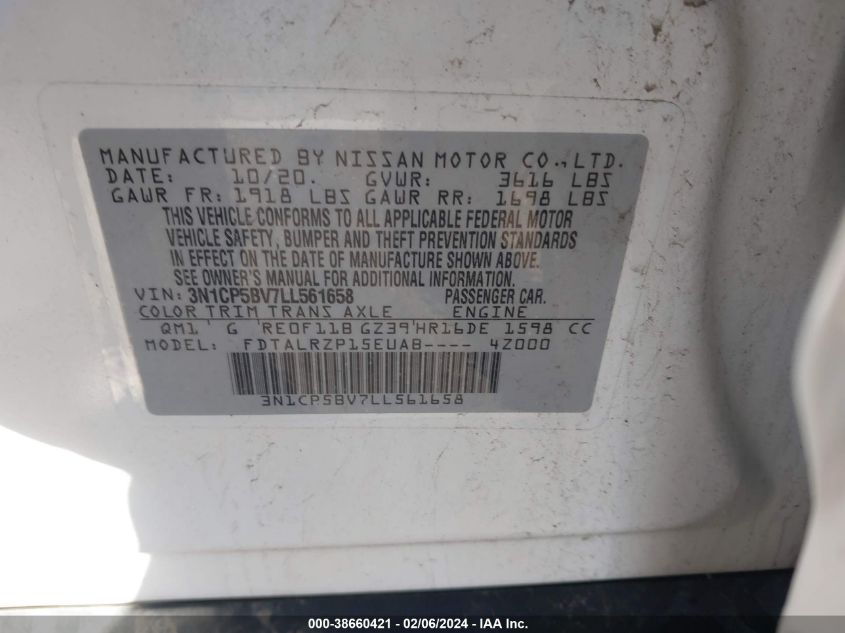 MANUFACTURED BY NISSAN MOTOR CO., LTD.
DATE: 10/20. GVWR: 3616 LBS
GAWR FR: 1918 LBS GAWR RR: 1698 LBS
THIS VEHICLE CONFORMS TO ALL APPLICABLE FEDERAL MOTOR
VEHICLE SAFETY, BUMPER AND THEFT PREVENTION STANDARDS
IN EFFECT ON THE DATE OF MANUFACTURE SHOWN ABOVE.
SEE OWNER'S MANUAL FOR ADDITIONAL INFORMATION.
VIN: 3N1CP5BV7LL561658 PASSENGER CAR.
COLOR TRIM TRANS AXLE ENGINE
QM1 G RE0F11B GZ39 HR16DE 1598 CC
MODEL: FDTALRZP15EUAB---- 4Z000
3N1CP5BV7LL561658
000-38660421 - 02/06/2024 - IAAI.com